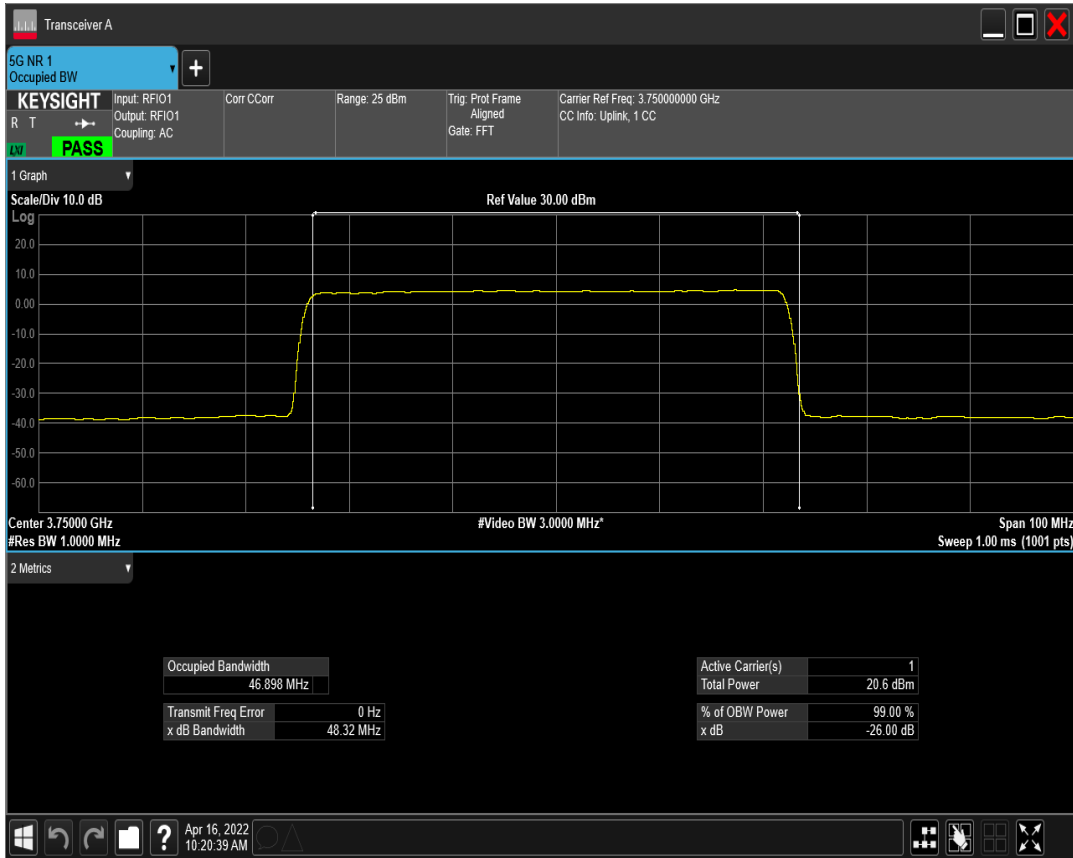 Transceiver A
5G NR 1
Occupied BW
+
KEYSIGHT
R T
LXI
PASS
Input: RFIO1
Output: RFIO1
Coupling: AC
Corr CCorr
Range: 25 dBm
Trig: Prot Frame
Aligned
Gate: FFT
Carrier Ref Freq: 3.750000000 GHz
CC Info: Uplink, 1 CC
1 Graph
Scale/Div 10.0 dB
Ref Value 30.00 dBm
Log
20.0
10.0
0.00
-10.0
-20.0
-30.0
-40.0
-50.0
-60.0
Center 3.75000 GHz
#Video BW 3.0000 MHz*
Span 100 MHz
#Res BW 1.0000 MHz
Sweep 1.00 ms (1001 pts)
2 Metrics
Occupied Bandwidth
46.898 MHz
Transmit Freq Error 0 Hz
x dB Bandwidth 48.32 MHz
Active Carrier(s) 1
Total Power 20.6 dBm
% of OBW Power 99.00 %
x dB -26.00 dB
?
Apr 16, 2022
10:20:39 AM